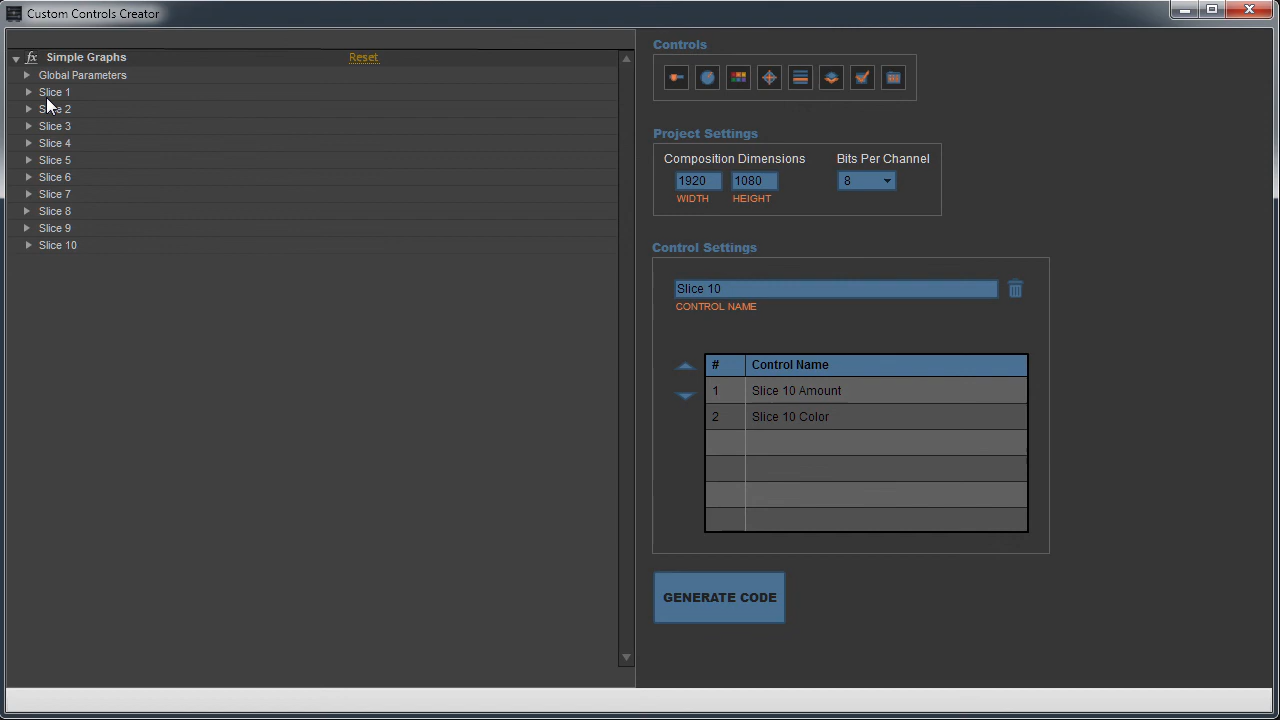 Custom Controls Creator
fx Simple Graphs Reset
Global Parameters
Slice 1
Slice 2
Slice 3
Slice 4
Slice 5
Slice 6
Slice 7
Slice 8
Slice 9
Slice 10
Controls
Project Settings
Composition Dimensions Bits Per Channel
1920 1080 8
WIDTH HEIGHT
Control Settings
Slice 10
CONTROL NAME
# Control Name
1 Slice 10 Amount
2 Slice 10 Color
GENERATE CODE